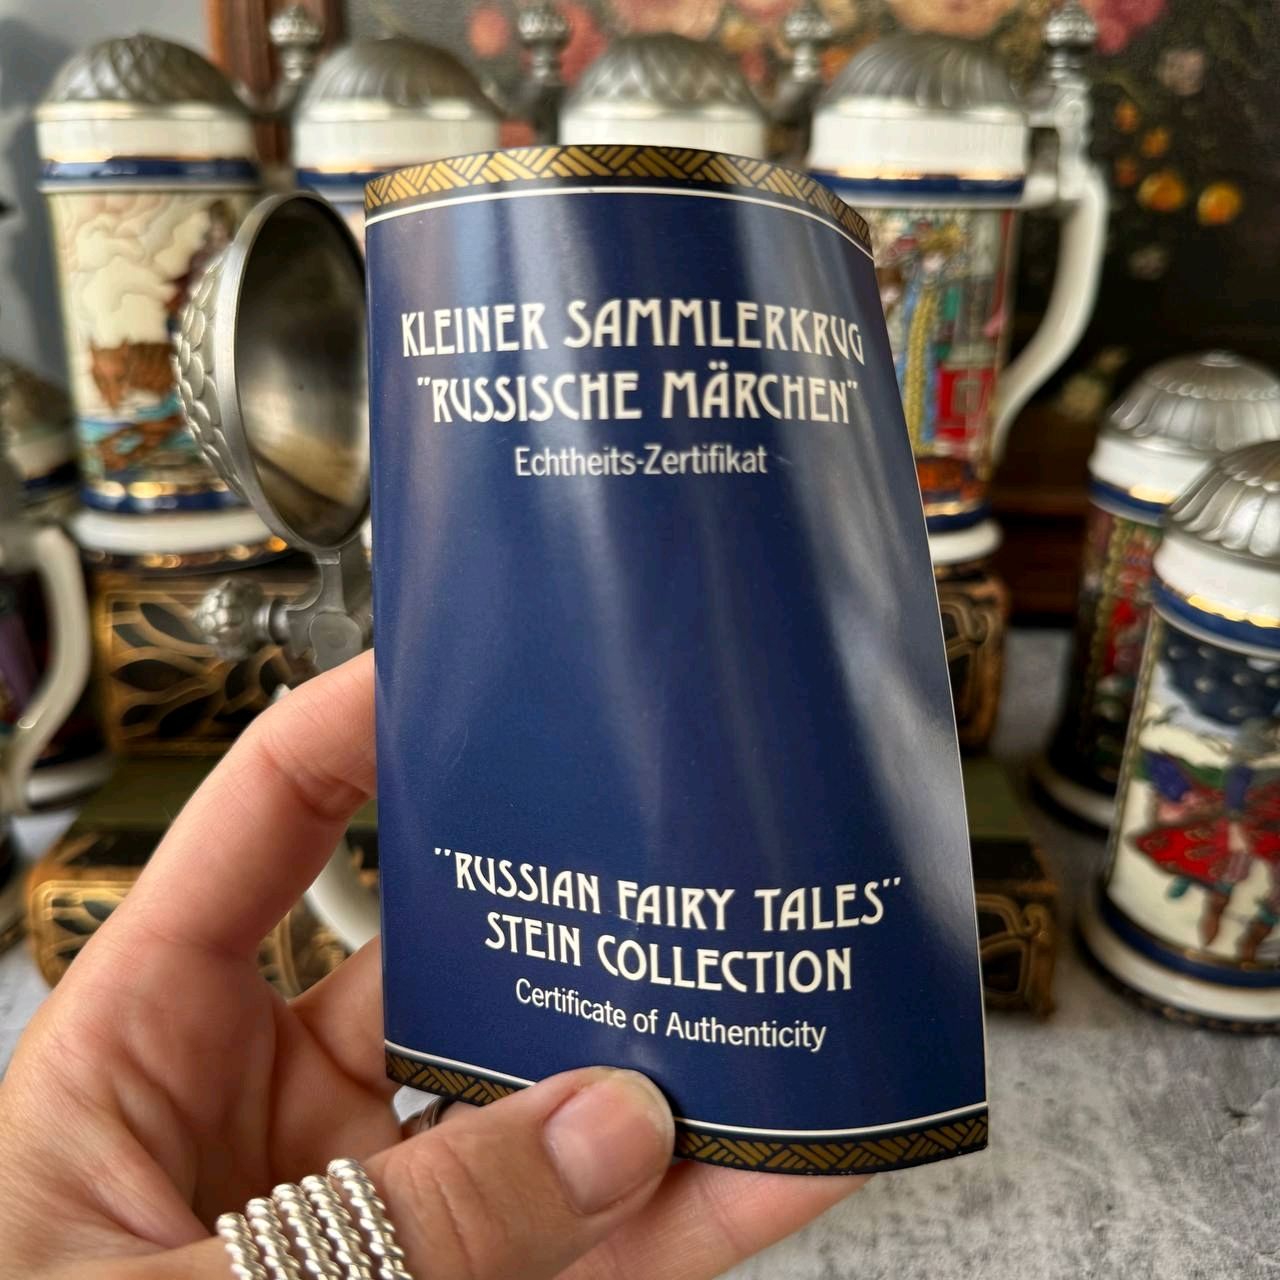 KLEINER SAMMLERKRUG
"RUSSISCHE MÄRCHEN"
Echtheits-Zertifikat
"RUSSIAN FAIRY TALES"
STEIN COLLECTION
Certificate of Authenticity